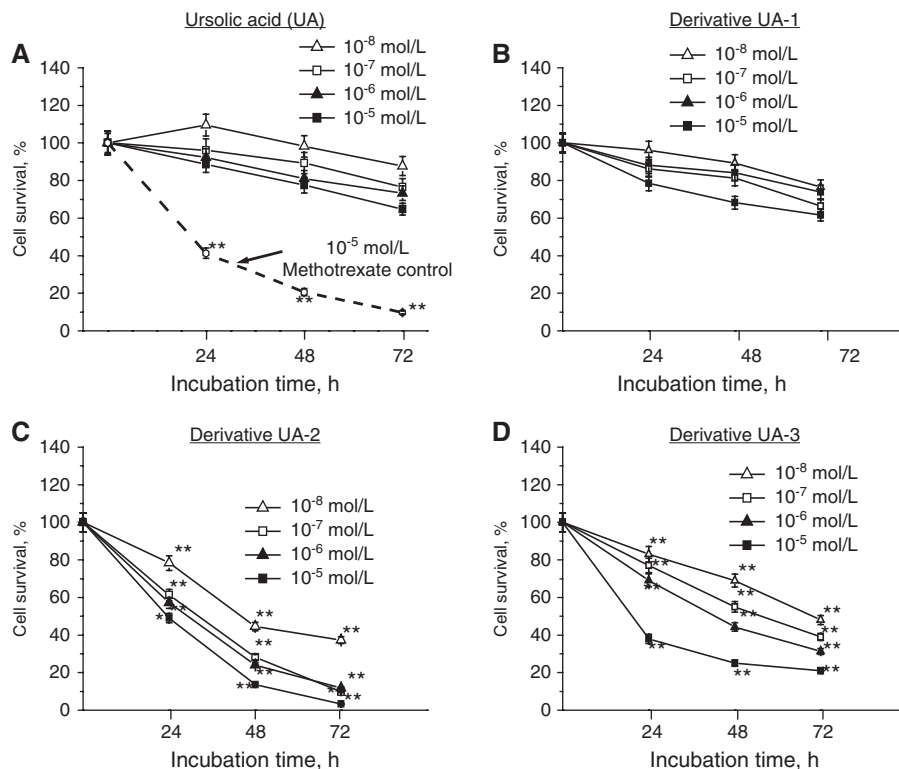 Ursolic acid (UA)
A
10⁻⁸ mol/L
10⁻⁷ mol/L
10⁻⁶ mol/L
10⁻⁵ mol/L
Cell survival, %
140
120
100
80
60
40
20
0
**
**
**
10⁻⁵ mol/L
Methotrexate control
24
48
72
Incubation time, h
Derivative UA-1
B
10⁻⁸ mol/L
10⁻⁷ mol/L
10⁻⁶ mol/L
10⁻⁵ mol/L
Cell survival, %
140
120
100
80
60
40
20
0
24
48
72
Incubation time, h
Derivative UA-2
C
10⁻⁸ mol/L
10⁻⁷ mol/L
10⁻⁶ mol/L
10⁻⁵ mol/L
Cell survival, %
140
120
100
80
60
40
20
0
**
**
**
*
**
**
**
**
**
**
*
**
24
48
72
Incubation time, h
Derivative UA-3
D
10⁻⁸ mol/L
10⁻⁷ mol/L
10⁻⁶ mol/L
10⁻⁵ mol/L
Cell survival, %
140
120
100
80
60
40
20
0
**
**
**
**
**
**
**
**
**
**
**
**
24
48
72
Incubation time, h